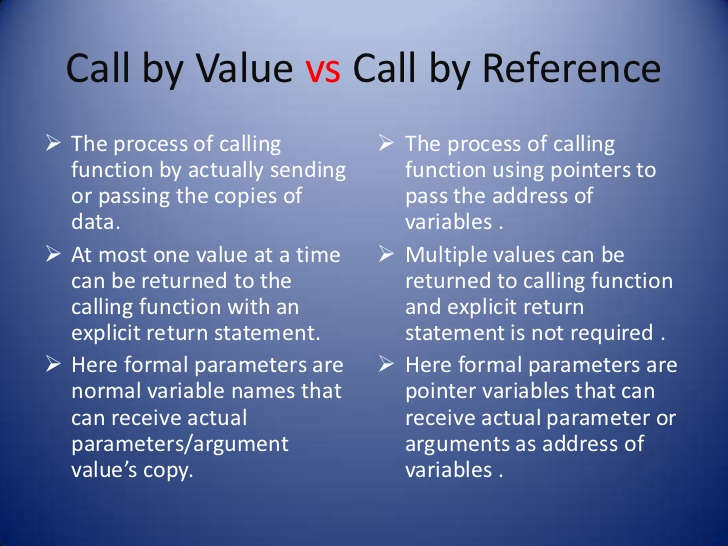 Call by Value vs Call by Reference
➢ The process of calling
function by actually sending
or passing the copies of
data.
➢ At most one value at a time
can be returned to the
calling function with an
explicit return statement.
➢ Here formal parameters are
normal variable names that
can receive actual
parameters/argument
value's copy.
➢ The process of calling
function using pointers to
pass the address of
variables .
➢ Multiple values can be
returned to calling function
and explicit return
statement is not required .
➢ Here formal parameters are
pointer variables that can
receive actual parameter or
arguments as address of
variables .